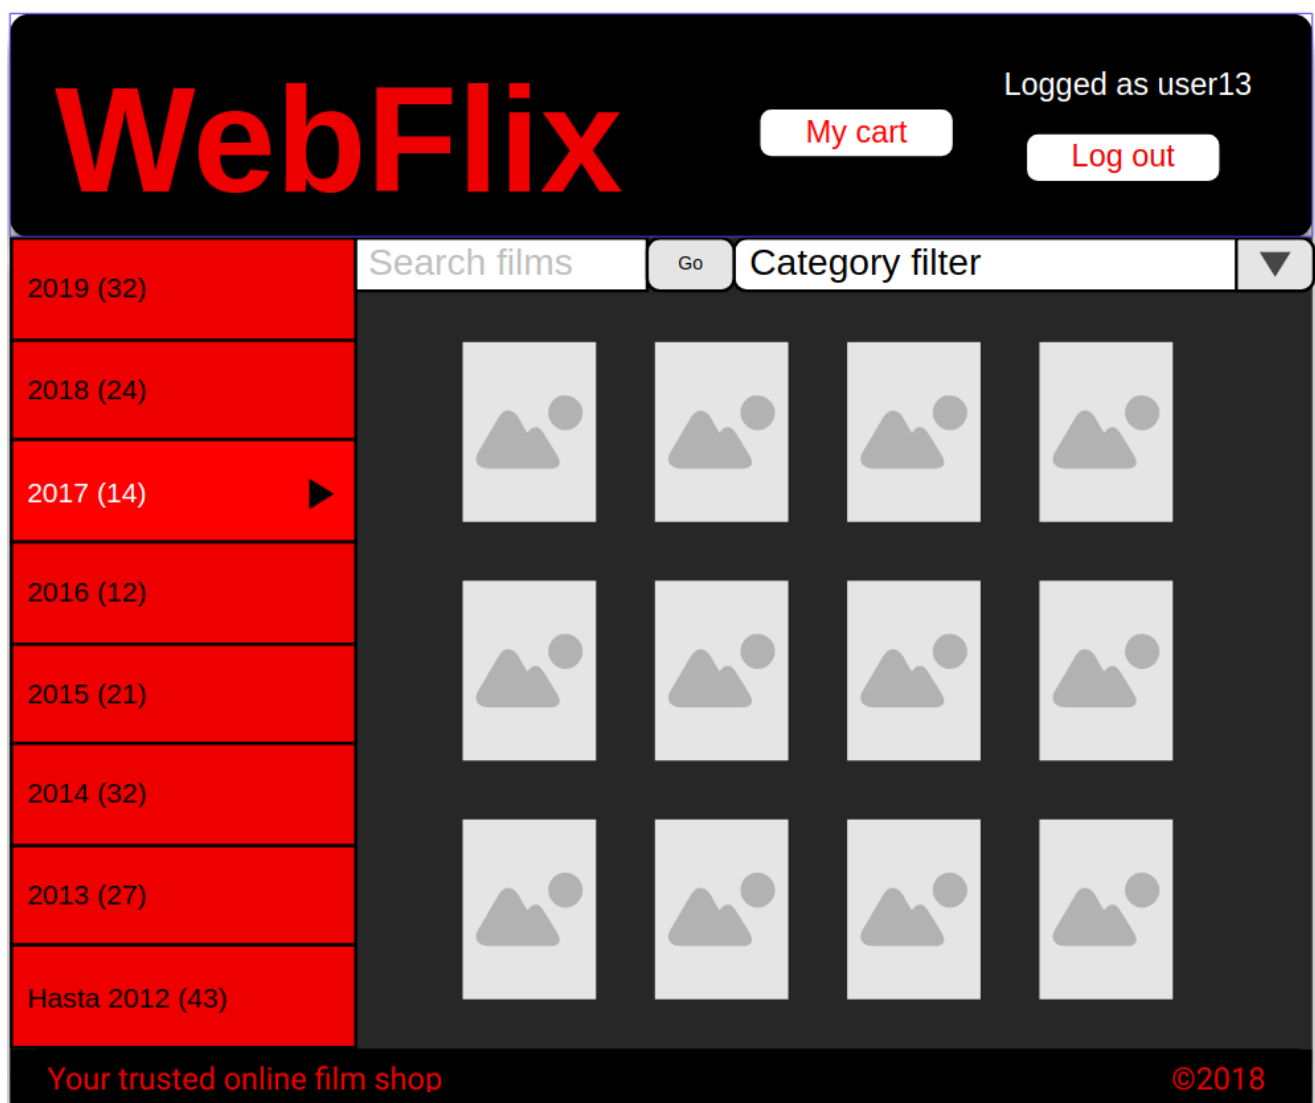 WebFlix
My cart
Logged as user13
Log out
Search films
Go
Category filter
2019 (32)
2018 (24)
2017 (14)
2016 (12)
2015 (21)
2014 (32)
2013 (27)
Hasta 2012 (43)
Your trusted online film shop
©2018